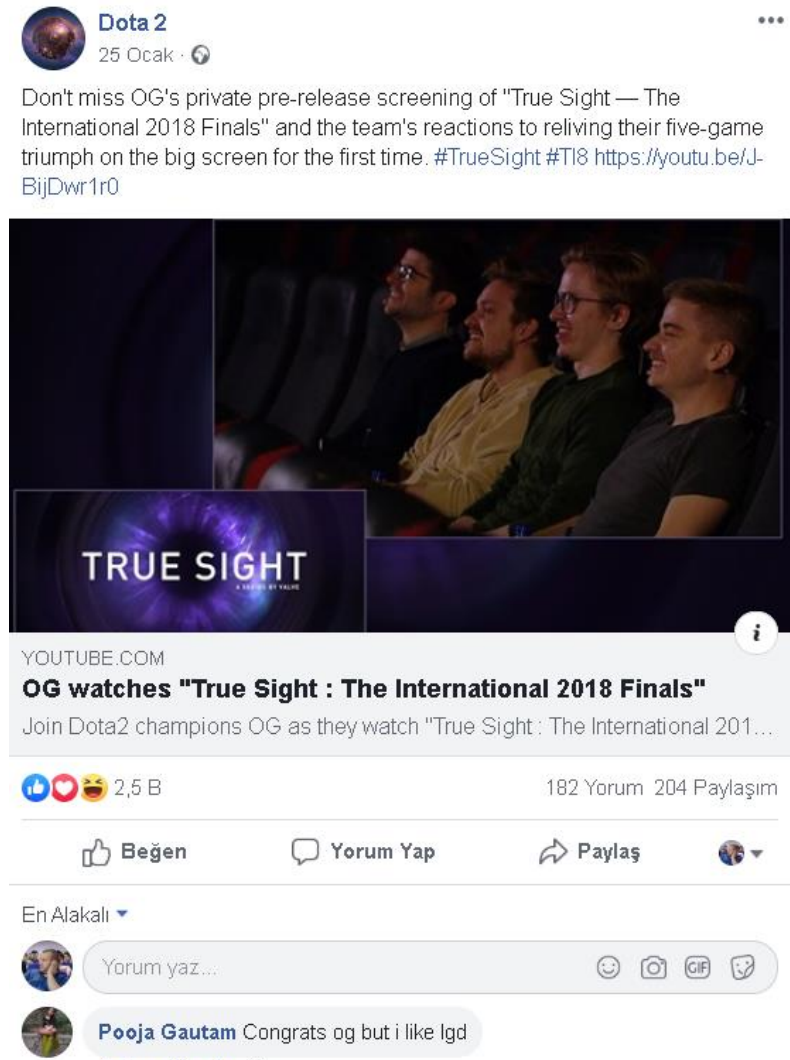 Dota 2
25 Ocak ·
Don't miss OG's private pre-release screening of "True Sight — The
International 2018 Finals" and the team's reactions to reliving their five-game
triumph on the big screen for the first time. #TrueSight #TI8 https://youtu.be/J-
BijDwr1r0
TRUE SIGHT
A SERIES BY VALVE
i
YOUTUBE.COM
OG watches "True Sight : The International 2018 Finals"
Join Dota2 champions OG as they watch "True Sight : The International 201...
2,5 B 182 Yorum 204 Paylaşım
Beğen Yorum Yap Paylaş
En Alakalı
Yorum yaz... GIF
Pooja Gautam Congrats og but i like lgd